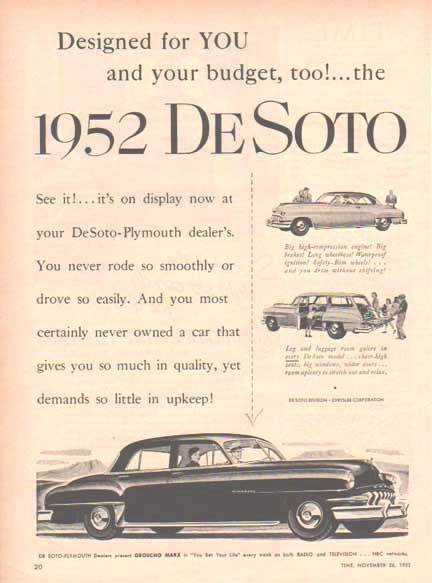 Designed for YOU
and your budget, too!...the
1952 DE SOTO
See it!...it's on display now at
your DeSoto-Plymouth dealer's.
You never rode so smoothly or
drove so easily. And you most
certainly never owned a car that
gives you so much in quality, yet
demands so little in upkeep!
Big high-compression engine! Big
brakes! Long wheelbase! Waterproof
ignition! Safety-Rim wheels! . . .
and you drive without shifting!
Leg and luggage room galore in
every De Soto model . . . chair-high
seats, big windows, wider doors . . .
room aplenty to stretch out and relax.
DE SOTO DIVISION • CHRYSLER CORPORATION
DE SOTO-PLYMOUTH Dealers present GROUCHO MARX in "You Bet Your Life" every week on both RADIO and TELEVISION . . . NBC networks.
20
TIME, NOVEMBER 26, 1951